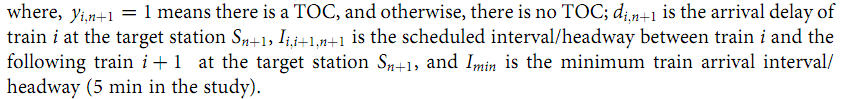 where, y_{i,n+1} = 1 means there is a TOC, and otherwise, there is no TOC; d_{i,n+1} is the arrival delay of
train i at the target station S_{n+1}, I_{i,i+1,n+1} is the scheduled interval/headway between train i and the
following train i + 1 at the target station S_{n+1}, and I_{min} is the minimum train arrival interval/
headway (5 min in the study).